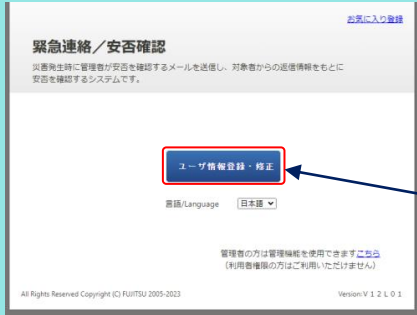 お気に入り登録
緊急連絡／安否確認
災害発生時に管理者が安否を確認するメールを送信し、対象者からの返信情報をもとに
安否を確認するシステムです。
ユーザ情報登録・修正
言語/Language 日本語
管理者の方は管理機能を使用できますこちら
（利用者権限の方はご利用いただけません）
All Rights Reserved Copyright (C) FUJITSU 2005-2023 Version:V 1 2 L 0 1